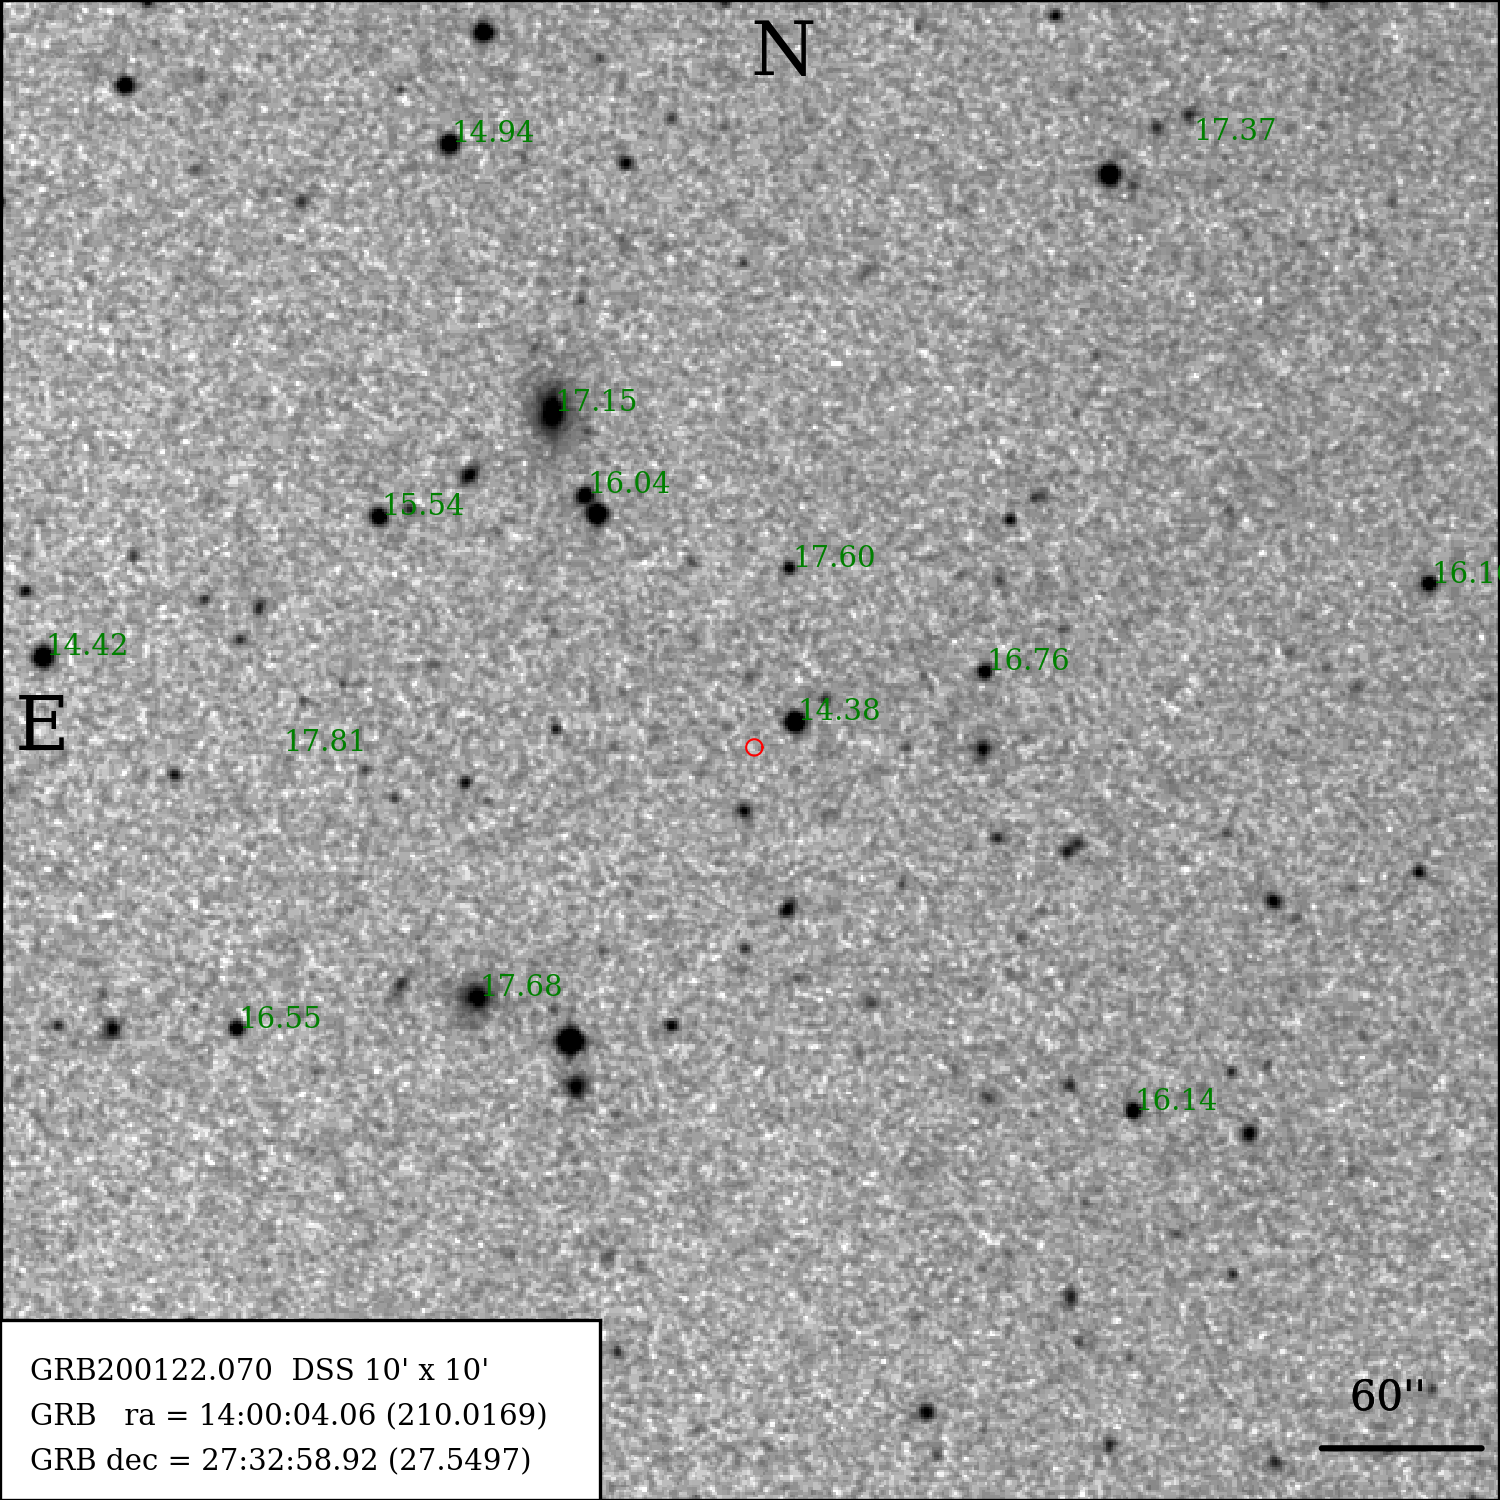 N
14.94
17.37
17.15
16.04
15.54
17.60
14.42
16.76
14.38
E
17.81
17.68
16.55
16.14
GRB200122.070 DSS 10' x 10'
GRB ra = 14:00:04.06 (210.0169)
GRB dec = 27:32:58.92 (27.5497)
60"